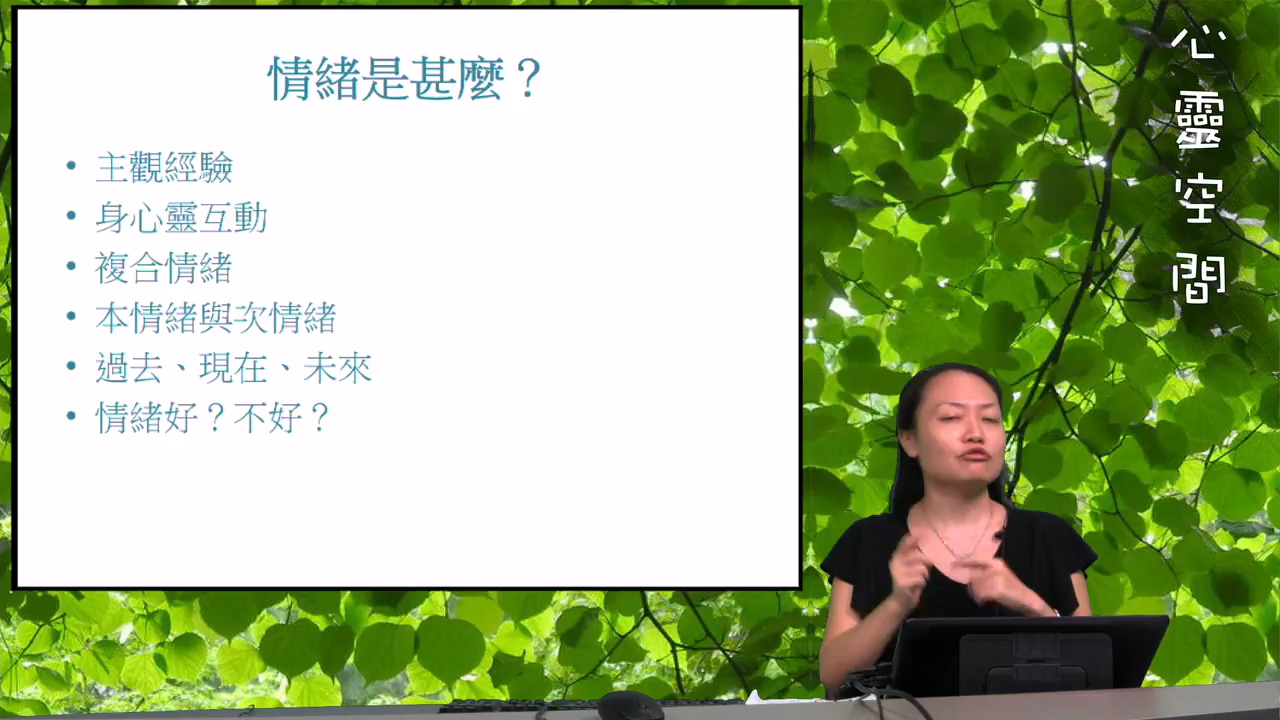 情緒是甚麼？
• 主觀經驗
• 身心靈互動
• 複合情緒
• 本情緒與次情緒
• 過去、現在、未來
• 情緒好？不好？
心靈空間